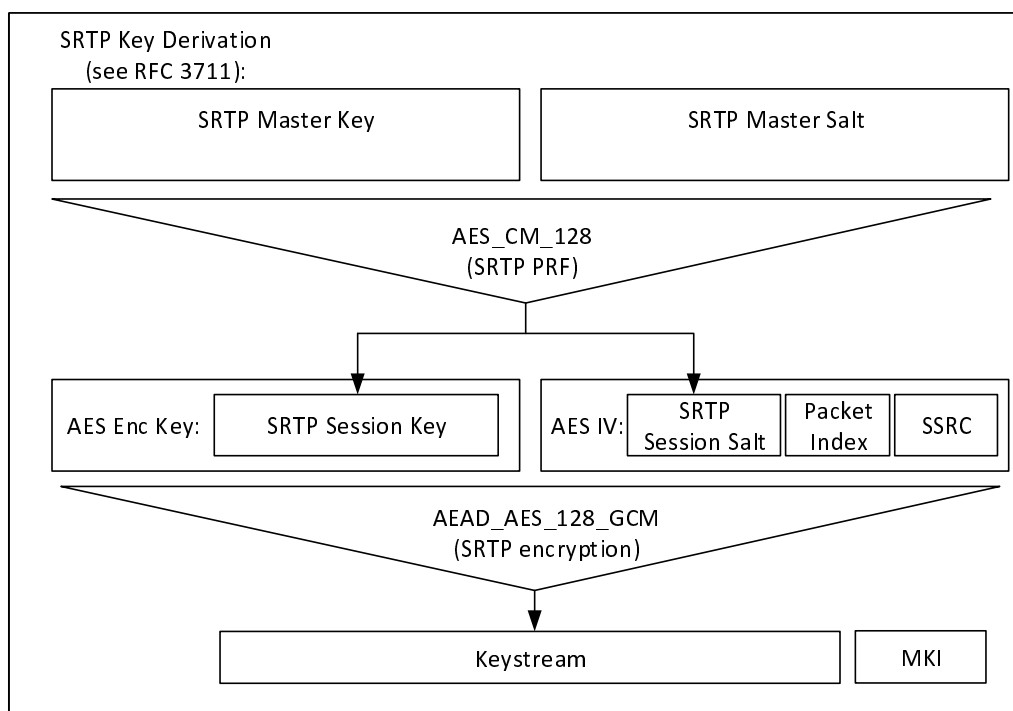 SRTP Key Derivation
(see RFC 3711):
SRTP Master Key
SRTP Master Salt
AES_CM_128
(SRTP PRF)
AES Enc Key:
SRTP Session Key
AES IV:
SRTP
Session Salt
Packet
Index
SSRC
AEAD_AES_128_GCM
(SRTP encryption)
Keystream
MKI